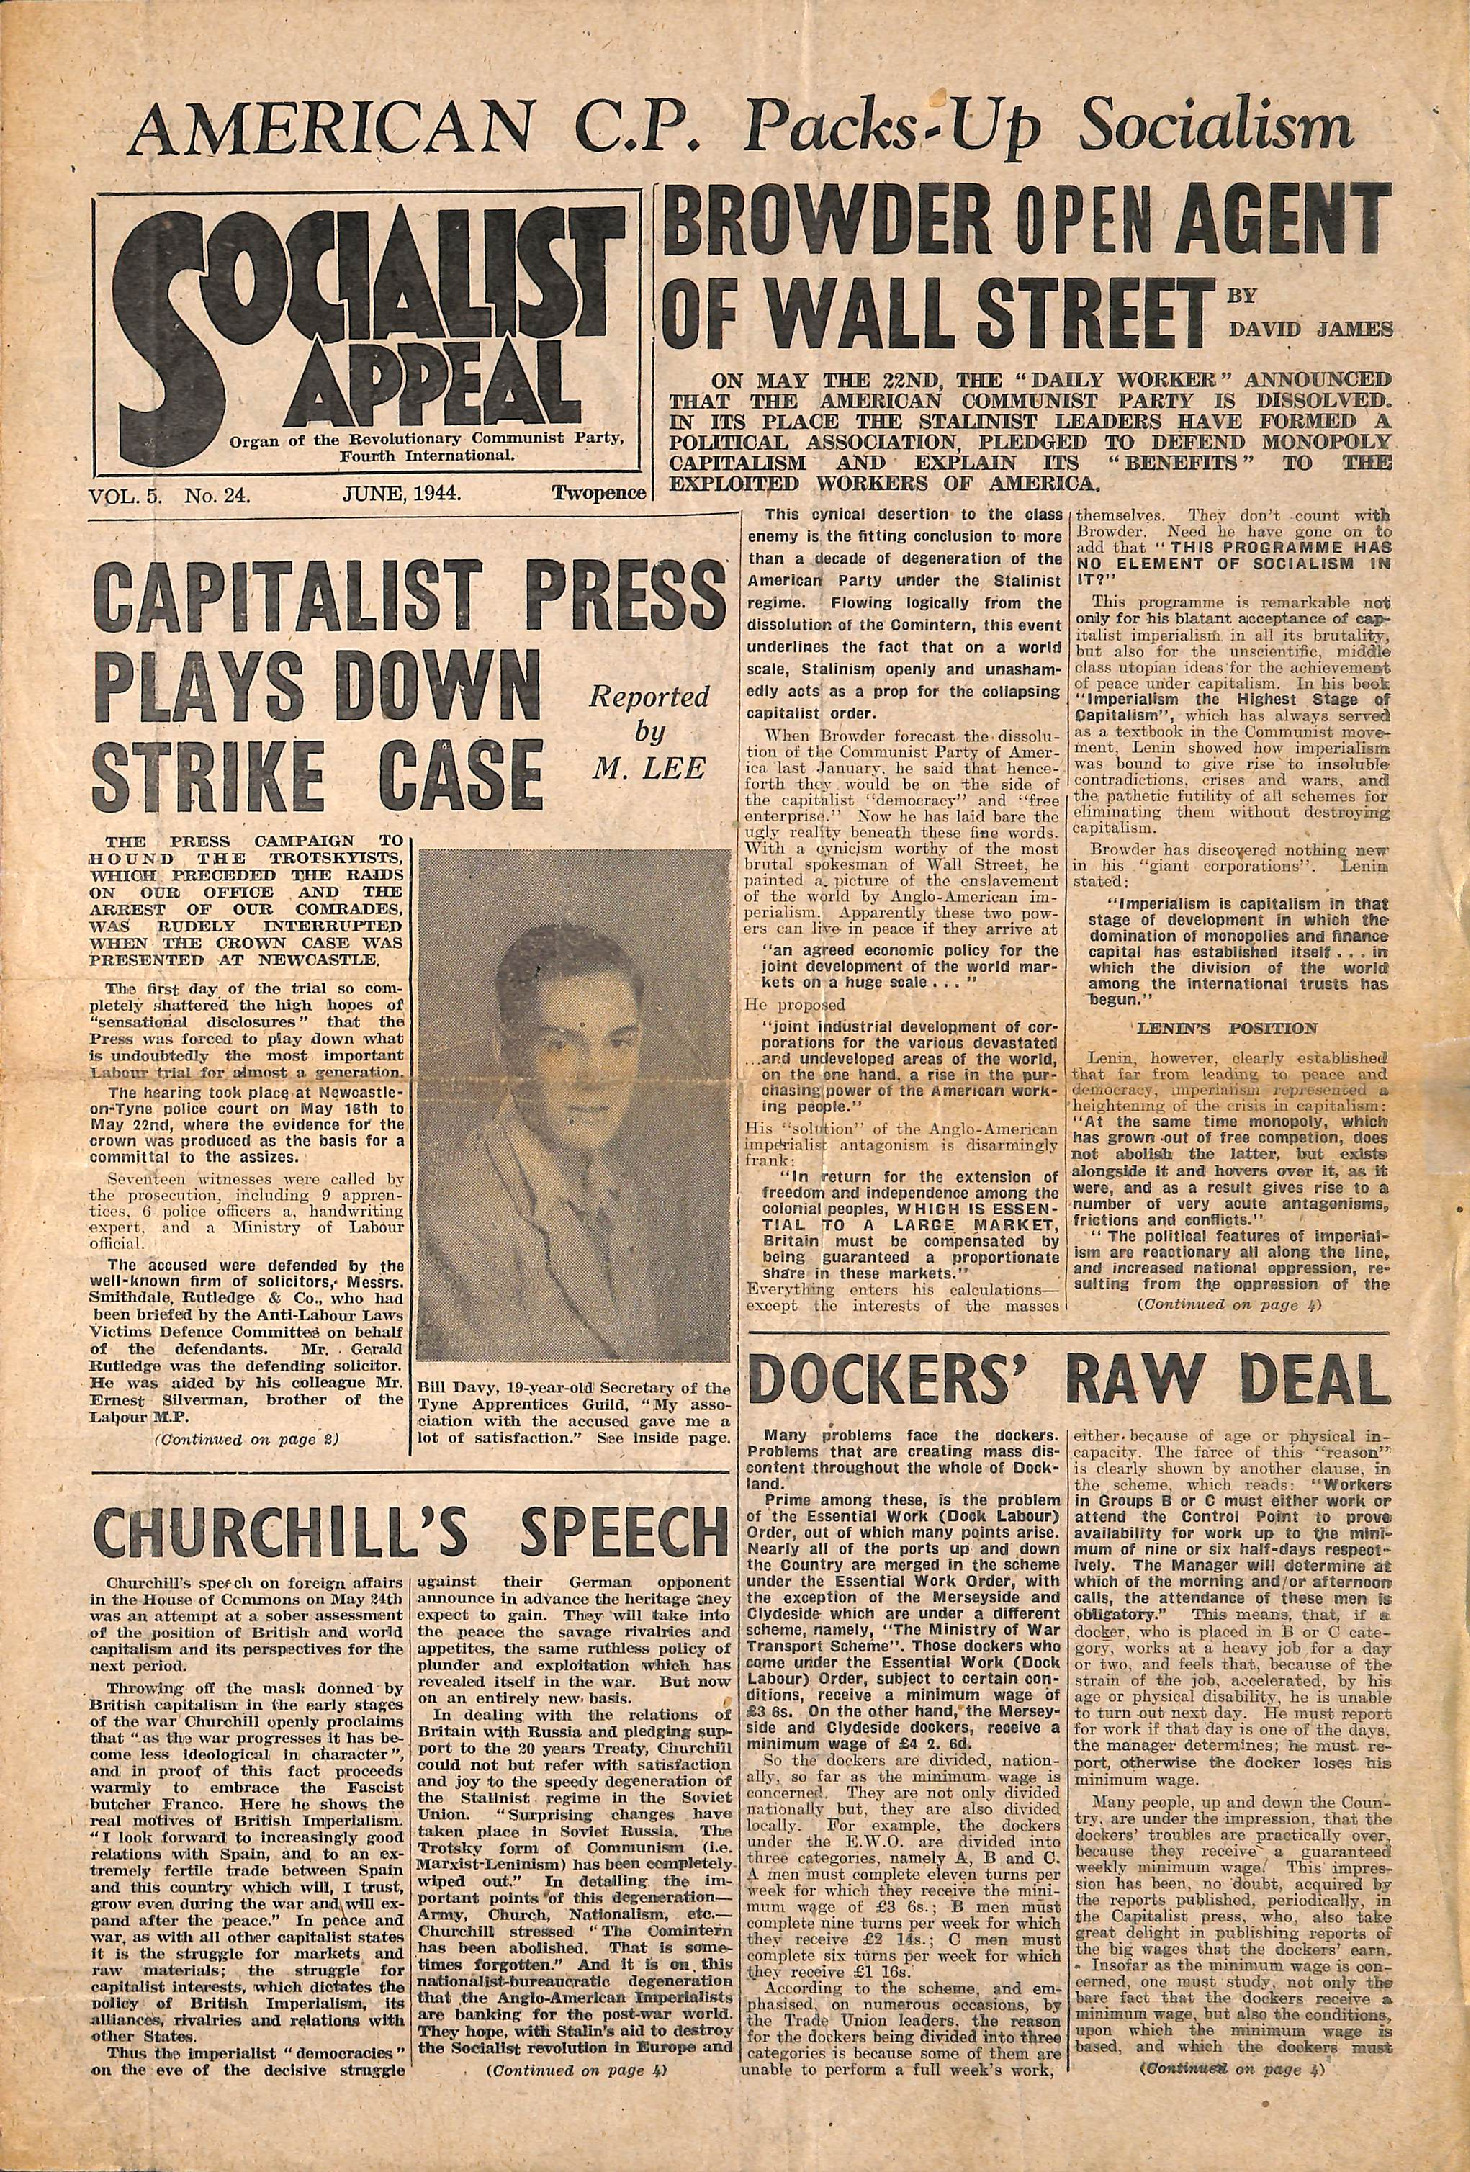 AMERICAN C.P. Packs-Up Socialism
SOCIALIST
APPEAL
Organ of the Revolutionary Communist Party,
Fourth International.
VOL. 5. No. 24. JUNE, 1944. Twopence
BROWDER OPEN AGENT
OF WALL STREET
BY
DAVID JAMES
ON MAY THE 22ND, THE "DAILY WORKER" ANNOUNCED
THAT THE AMERICAN COMMUNIST PARTY IS DISSOLVED.
IN ITS PLACE THE STALINIST LEADERS HAVE FORMED A
POLITICAL ASSOCIATION, PLEDGED TO DEFEND MONOPOLY
CAPITALISM AND EXPLAIN ITS "BENEFITS" TO THE
EXPLOITED WORKERS OF AMERICA.
This cynical desertion to the class
enemy is the fitting conclusion to more
than a decade of degeneration of the
American Party under the Stalinist
regime. Flowing logically from the
dissolution of the Comintern, this event
underlines the fact that on a world
scale, Stalinism openly and unasham-
edly acts as a prop for the collapsing
capitalist order.
When Browder forecast the dissolu-
tion of the Communist Party of Amer-
ica last January, he said that hence-
forth they would be on the side of
the capitalist "democracy" and "free
enterprise." Now he has laid bare the
ugly reality beneath these fine words.
With a cynicism worthy of the most
brutal spokesman of Wall Street, he
painted a picture of the enslavement
of the world by Anglo-American im-
perialism. Apparently these two pow-
ers can live in peace if they arrive at
"an agreed economic policy for the
joint development of the world mar-
kets on a huge scale . . . "
He proposed
"joint industrial development of cor-
porations for the various devastated
...and undeveloped areas of the world,
on the one hand, a rise in the pur-
chasing power of the American work-
ing people."
His "solution" of the Anglo-American
imperialist antagonism is disarmingly
frank:
"In return for the extension of
freedom and independence among the
colonial peoples, WHICH IS ESSEN-
TIAL TO A LARGE MARKET,
Britain must be compensated by
being guaranteed a proportionate
share in these markets."
Everything enters his calculations—
except the interests of the masses
themselves. They don't count with
Browder. Need he have gone on to
add that "THIS PROGRAMME HAS
NO ELEMENT OF SOCIALISM IN
IT?"
This programme is remarkable not
only for his blatant acceptance of cap-
italist imperialism in all its brutality,
but also for the unscientific, middle
class utopian ideas for the achievement
of peace under capitalism. In his book
"Imperialism the Highest Stage of
Capitalism", which has always served
as a textbook in the Communist move-
ment, Lenin showed how imperialism
was bound to give rise to insoluble
contradictions, crises and wars, and
the pathetic futility of all schemes for
eliminating them without destroying
capitalism.
Browder has discovered nothing new
in his "giant corporations". Lenin
stated:
"Imperialism is capitalism in that
stage of development in which the
domination of monopolies and finance
capital has established itself . . . in
which the division of the world
among the international trusts has
begun."
LENIN'S POSITION
Lenin, however, clearly established
that far from leading to peace and
democracy, imperialism represented a
heightening of the crisis in capitalism:
"At the same time monopoly, which
has grown out of free competion, does
not abolish the latter, but exists
alongside it and hovers over it, as it
were, and as a result gives rise to a
number of very acute antagonisms,
frictions and conflicts."
"The political features of imperial-
ism are reactionary all along the line,
and increased national oppression, re-
sulting from the oppression of the
(Continued on page 4)
CAPITALIST PRESS
PLAYS DOWN
STRIKE CASE
Reported
by
M. LEE
THE PRESS CAMPAIGN TO
HOUND THE TROTSKYISTS,
WHICH PRECEDED THE RAIDS
ON OUR OFFICE AND THE
ARREST OF OUR COMRADES,
WAS RUDELY INTERRUPTED
WHEN THE CROWN CASE WAS
PRESENTED AT NEWCASTLE.
The first day of the trial so com-
pletely shattered the high hopes of
"sensational disclosures" that the
Press was forced to play down what
is undoubtedly the most important
Labour trial for almost a generation.
The hearing took place at Newcastle-
on-Tyne police court on May 18th to
May 22nd, where the evidence for the
crown was produced as the basis for a
committal to the assizes.
Seventeen witnesses were called by
the prosecution, including 9 appren-
tices, 6 police officers a, handwriting
expert, and a Ministry of Labour
official.
The accused were defended by the
well-known firm of solicitors, Messrs.
Smithdale, Rutledge & Co., who had
been briefed by the Anti-Labour Laws
Victims Defence Committee on behalf
of the defendants. Mr. Gerald
Rutledge was the defending solicitor.
He was aided by his colleague Mr.
Ernest Silverman, brother of the
Labour M.P.
(Continued on page 2)
Bill Davy, 19-year-old Secretary of the
Tyne Apprentices Guild, "My asso-
ciation with the accused gave me a
lot of satisfaction." See inside page.
CHURCHILL'S SPEECH
Churchill's speech on foreign affairs
in the House of Commons on May 24th
was an attempt at a sober assessment
of the position of British and world
capitalism and its perspectives for the
next period.
Throwing off the mask donned by
British capitalism in the early stages
of the war Churchill openly proclaims
that "as the war progresses it has be-
come less ideological in character",
and in proof of this fact proceeds
warmly to embrace the Fascist
butcher Franco. Here he shows the
real motives of British Imperialism.
"I look forward to increasingly good
relations with Spain, and to an ex-
tremely fertile trade between Spain
and this country which will, I trust,
grow even during the war and will ex-
pand after the peace." In peace and
war, as with all other capitalist states
it is the struggle for markets and
raw materials; the struggle for
capitalist interests, which dictates the
policy of British Imperialism, its
alliances, rivalries and relations with
other States.
Thus the imperialist "democracies"
on the eve of the decisive struggle
against their German opponent
announce in advance the heritage they
expect to gain. They will take into
the peace the savage rivalries and
appetites, the same ruthless policy of
plunder and exploitation which has
revealed itself in the war. But now
on an entirely new basis.
In dealing with the relations of
Britain with Russia and pledging sup-
port to the 20 years Treaty, Churchill
could not but refer with satisfaction
and joy to the speedy degeneration of
the Stalinist regime in the Soviet
Union. "Surprising changes have
taken place in Soviet Russia. The
Trotsky form of Communism (i.e.
Marxist-Leninism) has been completely
wiped out." In detailing the im-
portant points of this degeneration—
Army, Church, Nationalism, etc.—
Churchill stressed "The Comintern
has been abolished. That is some-
times forgotten." And it is on this
nationalist-bureaucratic degeneration
that the Anglo-American Imperialists
are banking for the post-war world.
They hope, with Stalin's aid to destroy
the Socialist revolution in Europe and
(Continued on page 4)
DOCKERS' RAW DEAL
Many problems face the dockers.
Problems that are creating mass dis-
content throughout the whole of Dock-
land.
Prime among these, is the problem
of the Essential Work (Dock Labour)
Order, out of which many points arise.
Nearly all of the ports up and down
the Country are merged in the scheme
under the Essential Work Order, with
the exception of the Merseyside and
Clydeside which are under a different
scheme, namely, "The Ministry of War
Transport Scheme". Those dockers who
come under the Essential Work (Dock
Labour) Order, subject to certain con-
ditions, receive a minimum wage of
£3 6s. On the other hand, the Mersey-
side and Clydeside dockers, receive a
minimum wage of £4 2. 6d.
So the dockers are divided, nation-
ally, so far as the minimum wage is
concerned. They are not only divided
nationally but, they are also divided
locally. For example, the dockers
under the E.W.O. are divided into
three categories, namely A, B and C.
A men must complete eleven turns per
week for which they receive the mini-
mum wage of £3 6s.; B men must
complete nine turns per week for which
they receive £2 14s.; C men must
complete six turns per week for which
they receive £1 16s.
According to the scheme, and em-
phasised, on numerous occasions, by
the Trade Union leaders, the reason
for the dockers being divided into three
categories is because some of them are
unable to perform a full week's work,
either because of age or physical in-
capacity. The farce of this "reason"
is clearly shown by another clause, in
the scheme, which reads: "Workers
in Groups B or C must either work or
attend the Control Point to prove
availability for work up to the mini-
mum of nine or six half-days respect-
ively. The Manager will determine at
which of the morning and/or afternoon
calls, the attendance of these men is
obligatory." This means, that, if a
docker, who is placed in B or C cate-
gory, works at a heavy job for a day
or two, and feels that, because of the
strain of the job, accelerated, by his
age or physical disability, he is unable
to turn out next day. He must report
for work if that day is one of the days,
the manager determines; he must re-
port, otherwise the docker loses his
minimum wage.
Many people, up and down the Coun-
try, are under the impression, that the
dockers' troubles are practically over,
because they receive a guaranteed
weekly minimum wage. This impres-
sion has been, no doubt, acquired by
the reports published, periodically, in
the Capitalist press, who, also take
great delight in publishing reports of
the big wages that the dockers' earn.
Insofar as the minimum wage is con-
cerned, one must study, not only the
bare fact that the dockers receive a
minimum wage, but also the conditions,
upon which the minimum wage is
based, and which the dockers must
(Continued on page 4)